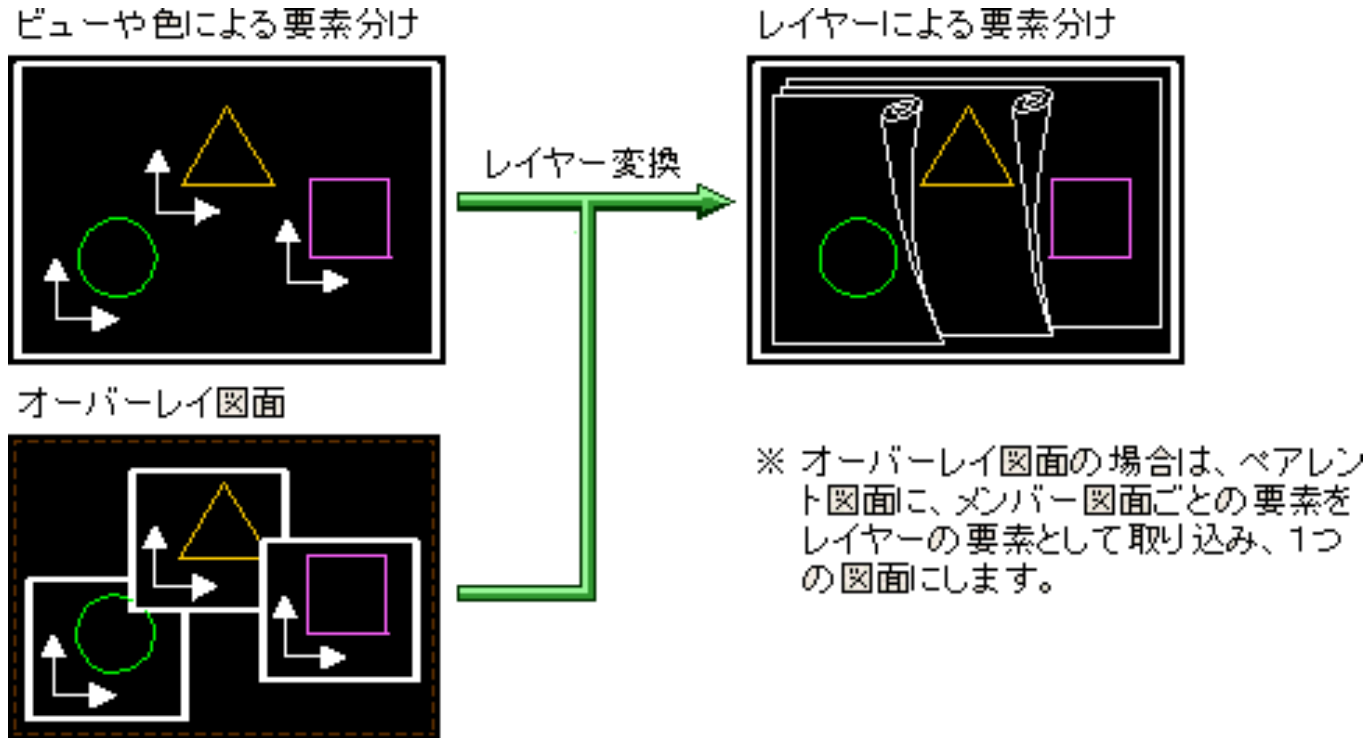 ビューや色による要素分け
レイヤーによる要素分け
レイヤー変換
オーバーレイ図面
※ オーバーレイ図面の場合は、ペアレン
ト図面に、メンバー図面ごとの要素を
レイヤーの要素として取り込み、1つ
の図面にします。